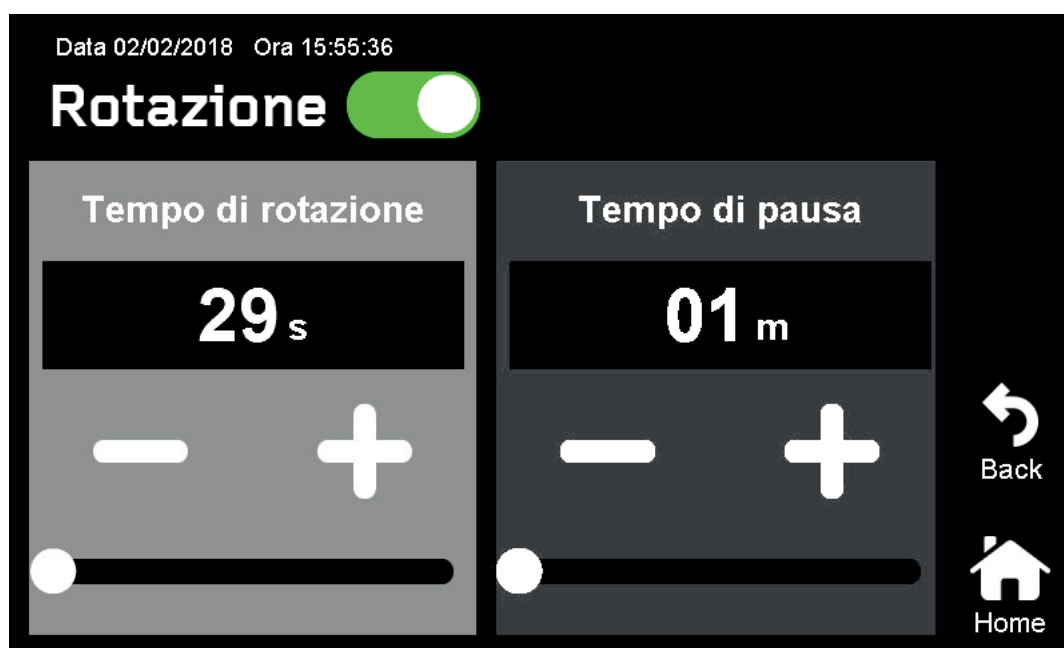 Data 02/02/2018 Ora 15:55:36
Rotazione
Tempo di rotazione
29 s
Tempo di pausa
01 m
Back
Home